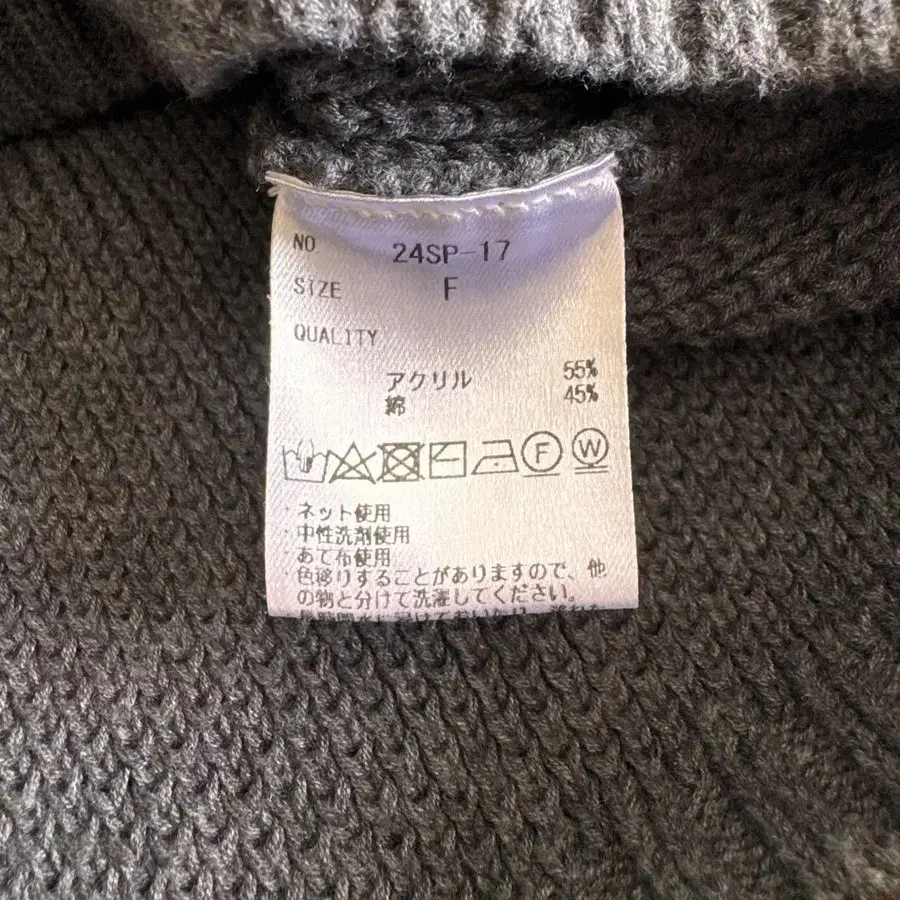 NO. 24SP-17
SIZE F
QUALITY
アクリル 55%
綿 45%
F W
・ネット使用
・中性洗剤使用
・あて布使用
・色移りすることがありますので、他
の物と分けて洗濯してください。